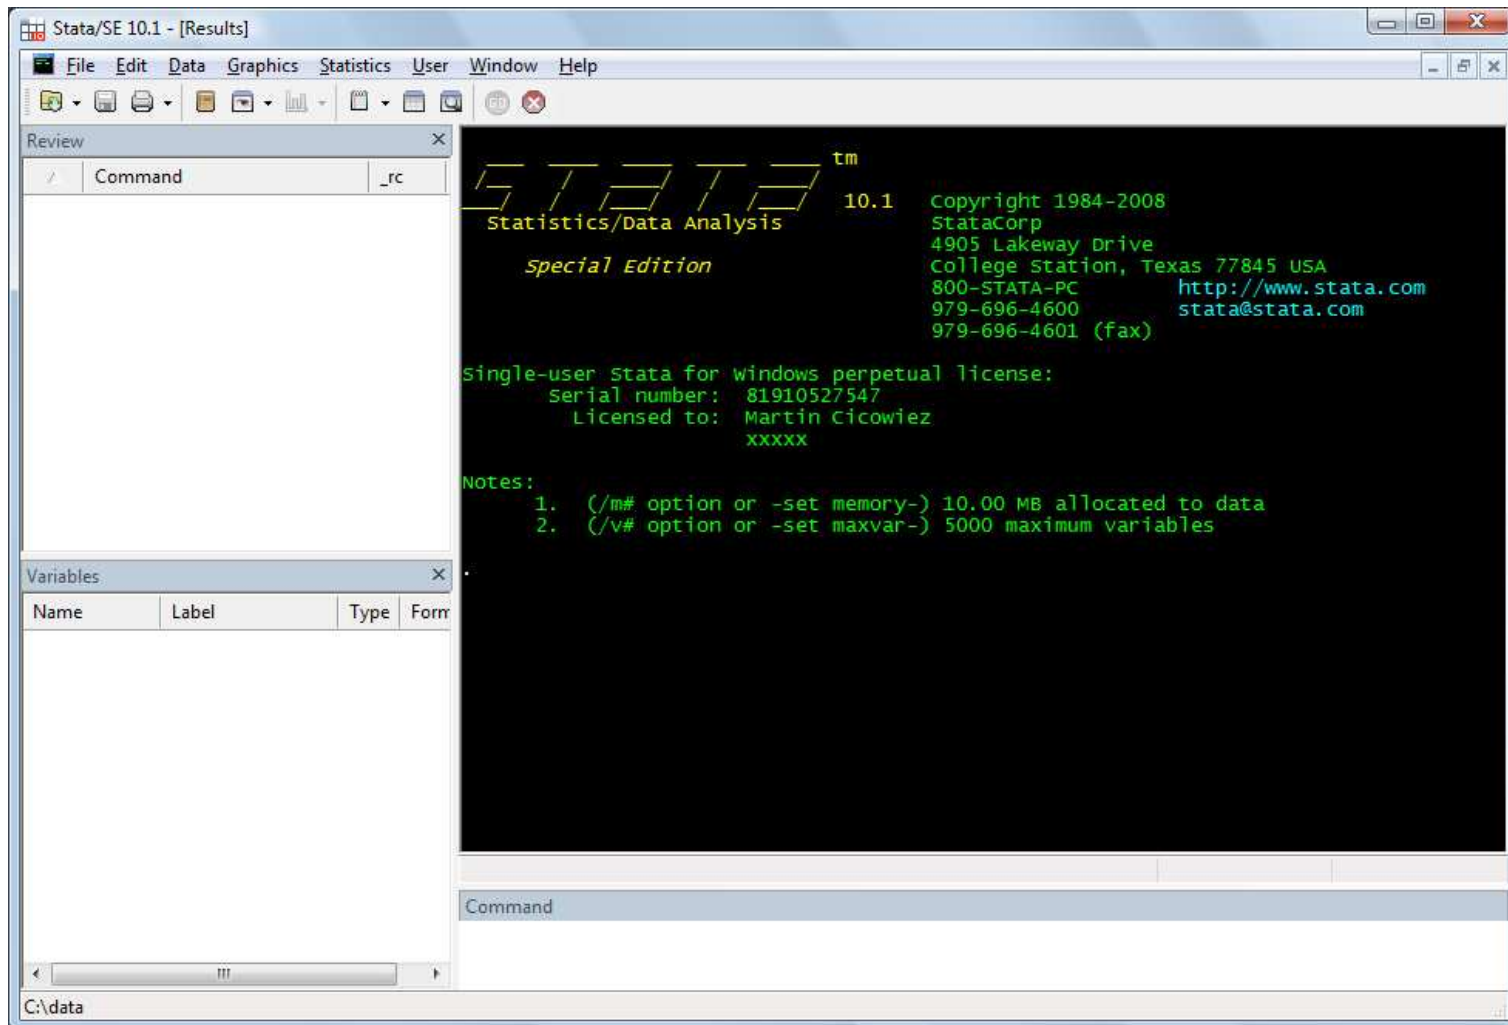 Stata/SE 10.1 - [Results]
File Edit Data Graphics Statistics User Window Help
Review
Command _rc
Variables
Name Label Type Form
STATA tm
10.1 Copyright 1984-2008
Statistics/Data Analysis StataCorp
4905 Lakeway Drive
Special Edition College Station, Texas 77845 USA
800-STATA-PC http://www.stata.com
979-696-4600 stata@stata.com
979-696-4601 (fax)
Single-user Stata for Windows perpetual license:
Serial number: 81910527547
Licensed to: Martin Cicowiez
xxxxx
Notes:
1. (/m# option or -set memory-) 10.00 MB allocated to data
2. (/v# option or -set maxvar-) 5000 maximum variables
.
Command
C:\data